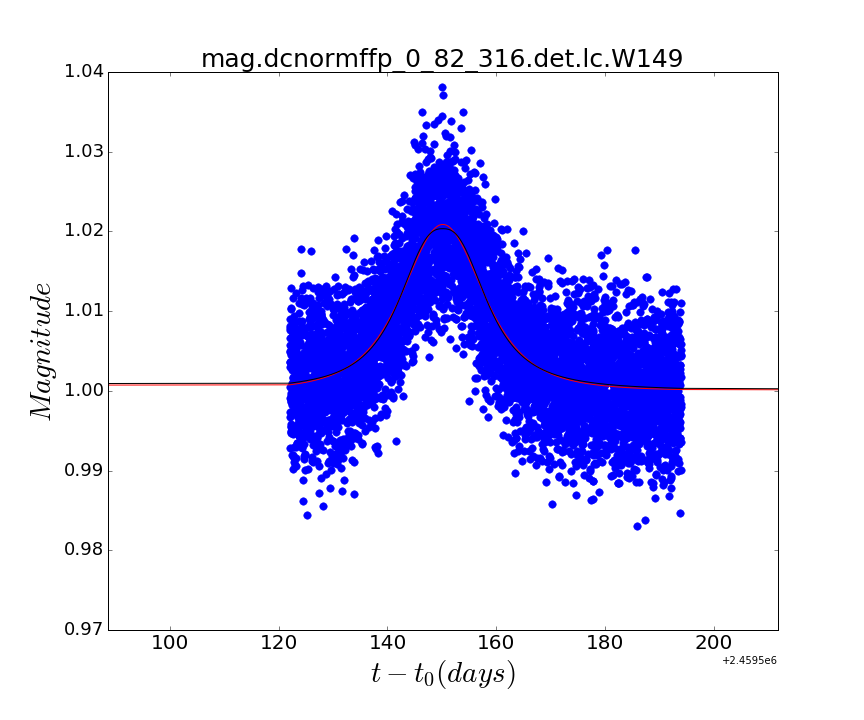 mag.dcnormffp_0_82_316.det.lc.W149
1.04
1.03
1.02
1.01
1.00
0.99
0.98
0.97
Magnitude
100 120 140 160 180 200
+2.4595e6
t − t₀(days)